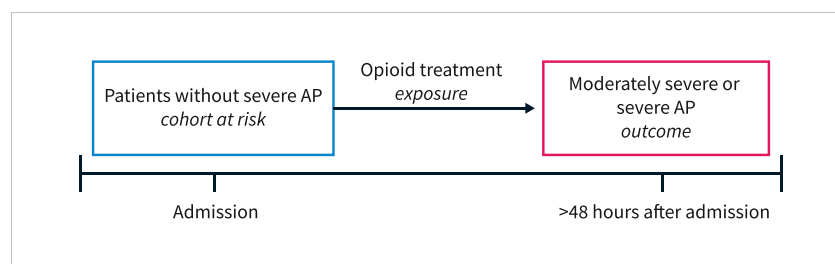 Patients without severe AP
cohort at risk
Opioid treatment
exposure
Moderately severe or
severe AP
outcome
Admission
>48 hours after admission